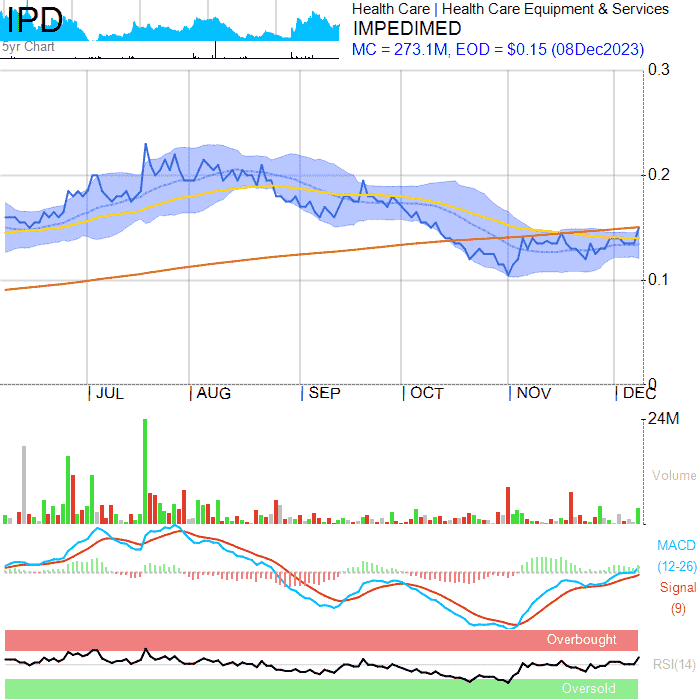 IPD
5yr Chart
Health Care | Health Care Equipment & Services
IMPEDIMED
MC = 273.1M, EOD = $0.15 (08Dec2023)
0.3
0.2
0.1
0
JUL AUG SEP OCT NOV DEC
24M
Volume
MACD
(12-26)
Signal
(9)
Overbought
RSI(14)
Oversold